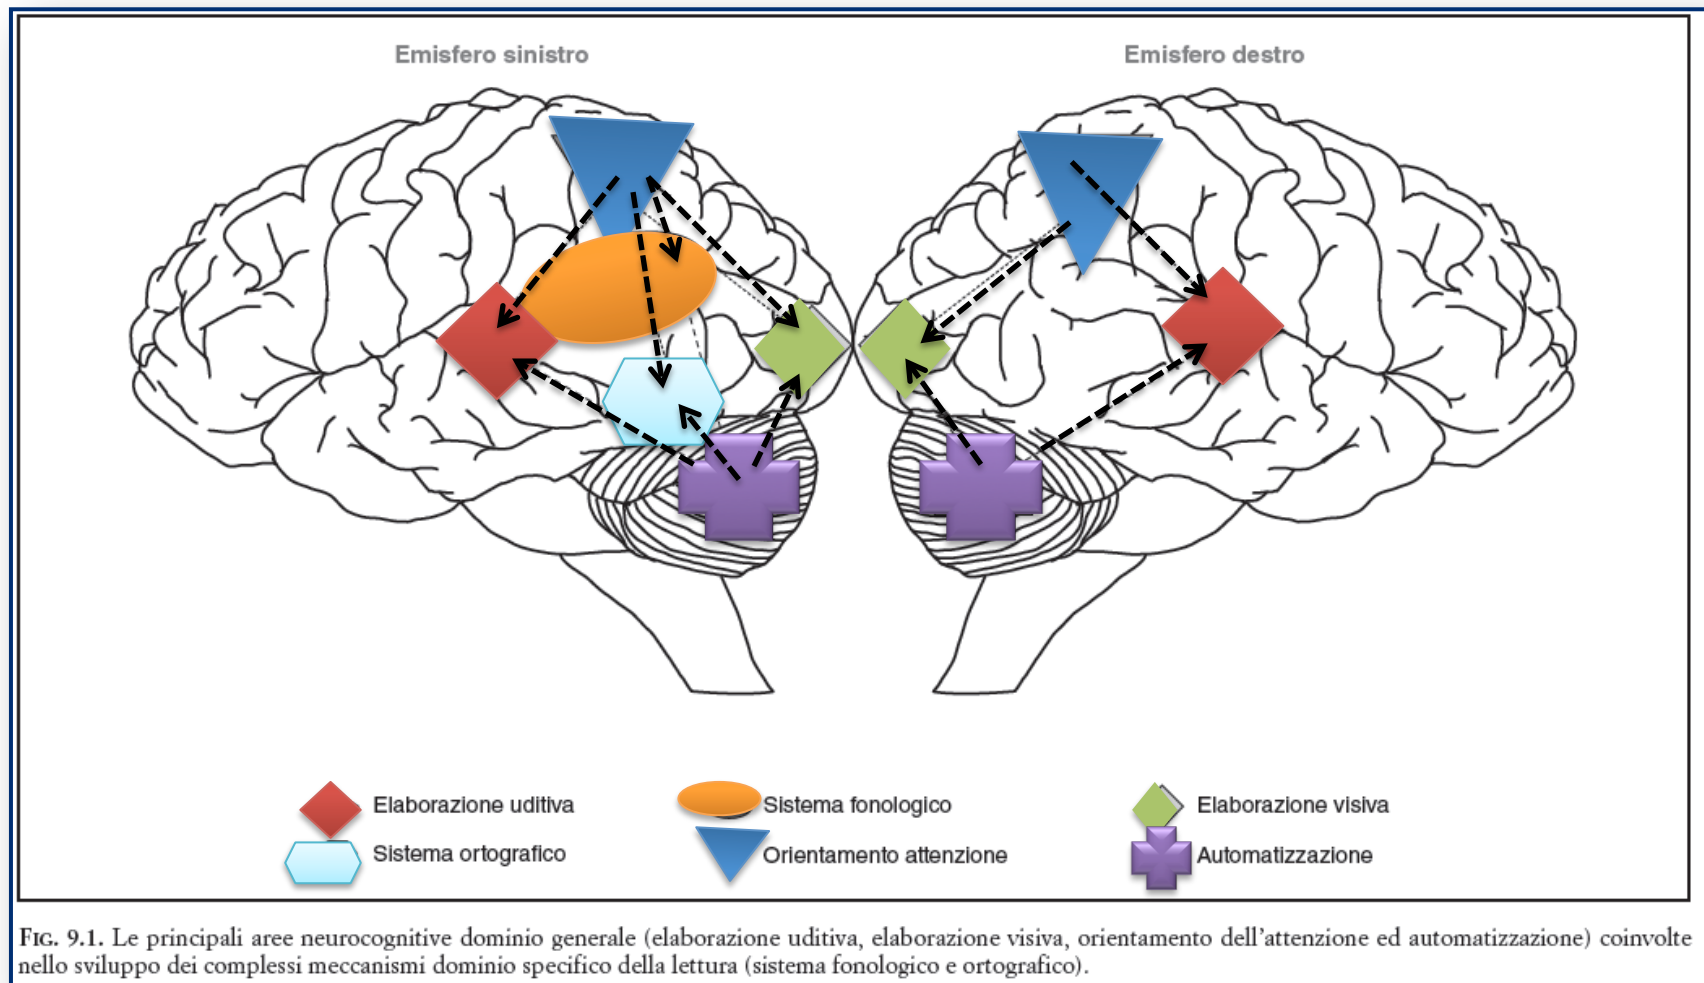 Emisfero sinistro
Emisfero destro
Elaborazione uditiva
Sistema fonologico
Elaborazione visiva
Sistema ortografico
Orientamento attenzione
Automatizzazione
FIG. 9.1. Le principali aree neurocognitive dominio generale (elaborazione uditiva, elaborazione visiva, orientamento dell'attenzione ed automatizzazione) coinvolte
nello sviluppo dei complessi meccanismi dominio specifico della lettura (sistema fonologico e ortografico).